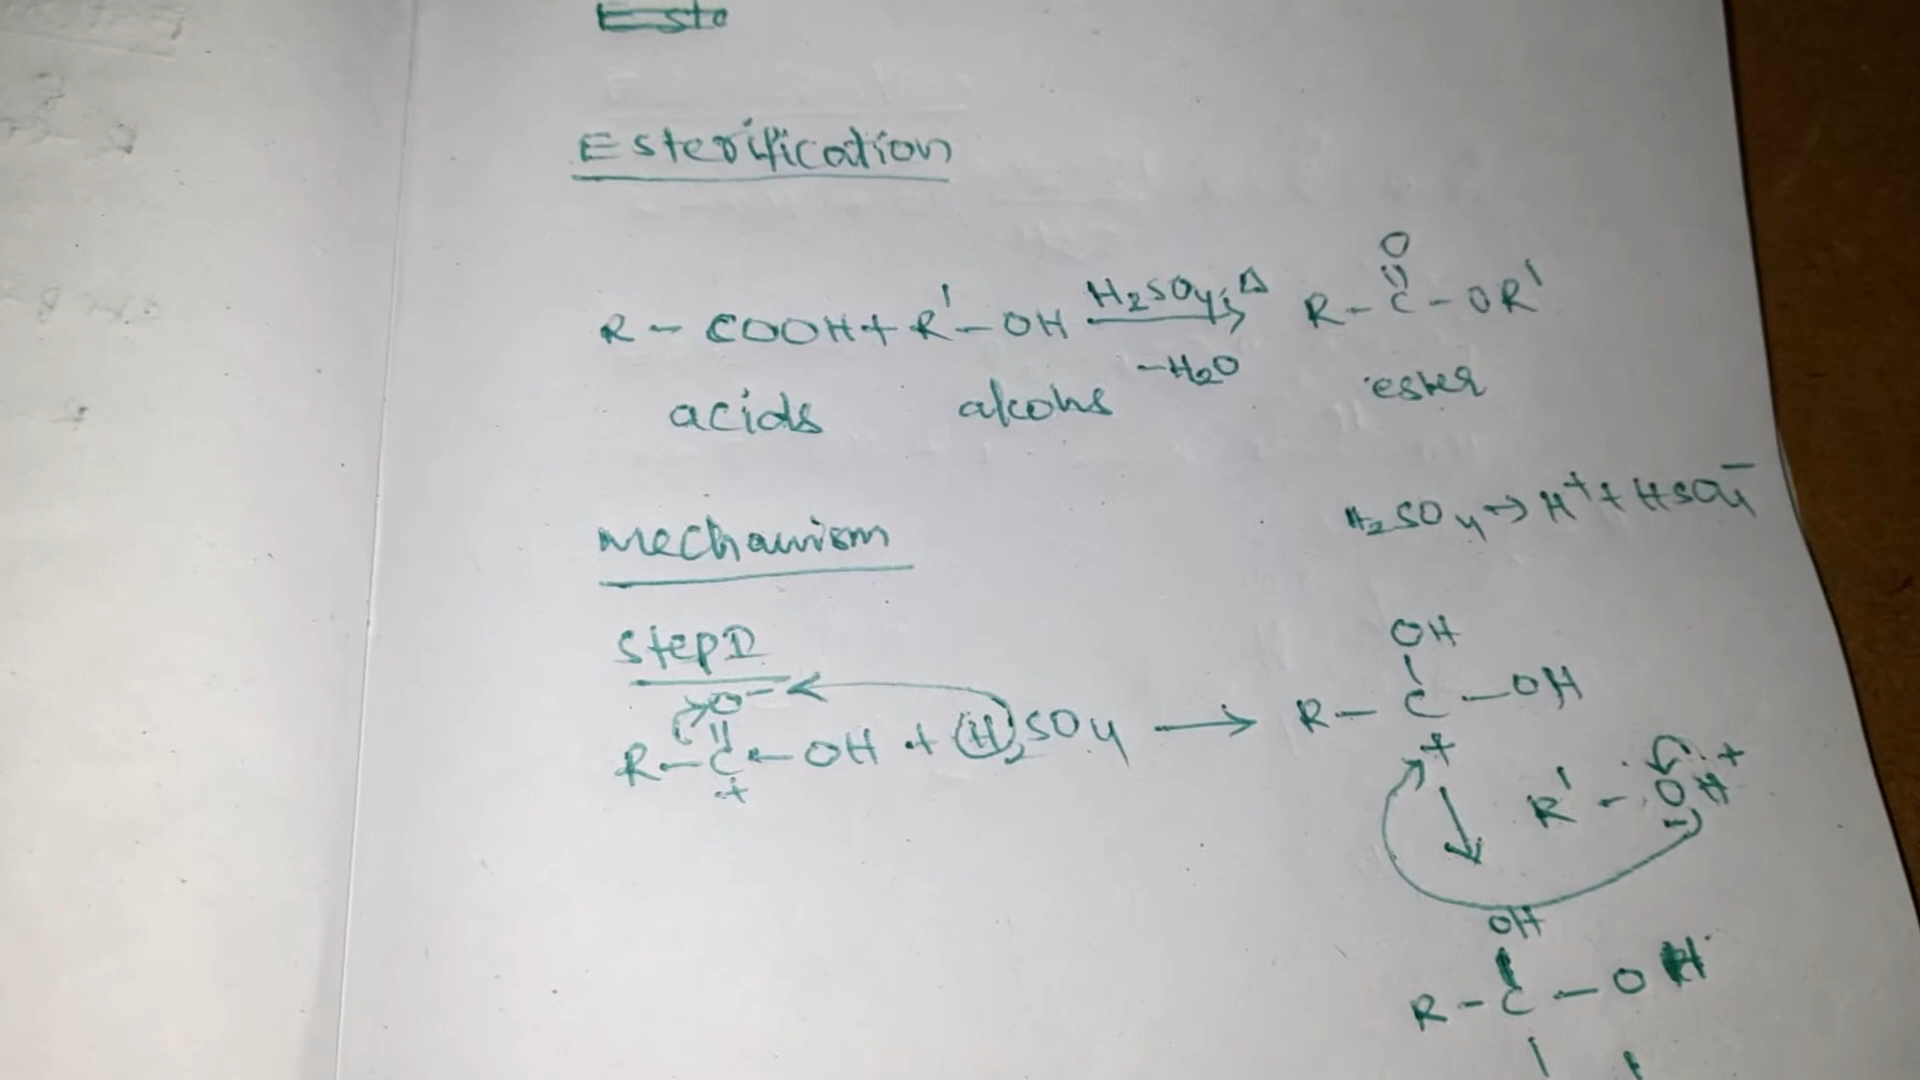 Este
Esterification
O
||
R - COOH + R' - OH H2SO4; Δ → R - C - OR'
-H2O
acids alcohs ester
H2SO4 → H+ + HSO4-
Mechanism
Step I
O-
||
R - C - OH + H2SO4 → R - C - OH
+
OH
|
+
R' - OH +
OH
R - C - OH